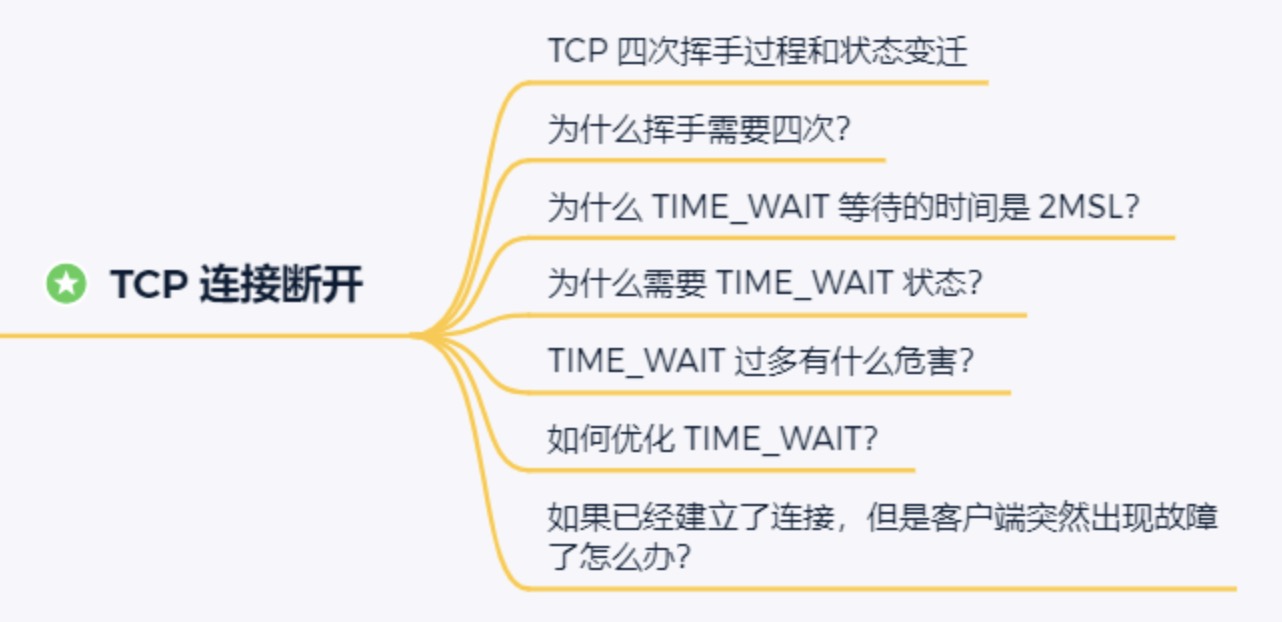 TCP 四次挥手过程和状态变迁
为什么挥手需要四次？
为什么 TIME_WAIT 等待的时间是 2MSL？
TCP 连接断开
为什么需要 TIME_WAIT 状态？
TIME_WAIT 过多有什么危害？
如何优化 TIME_WAIT？
如果已经建立了连接，但是客户端突然出现故障
了怎么办？